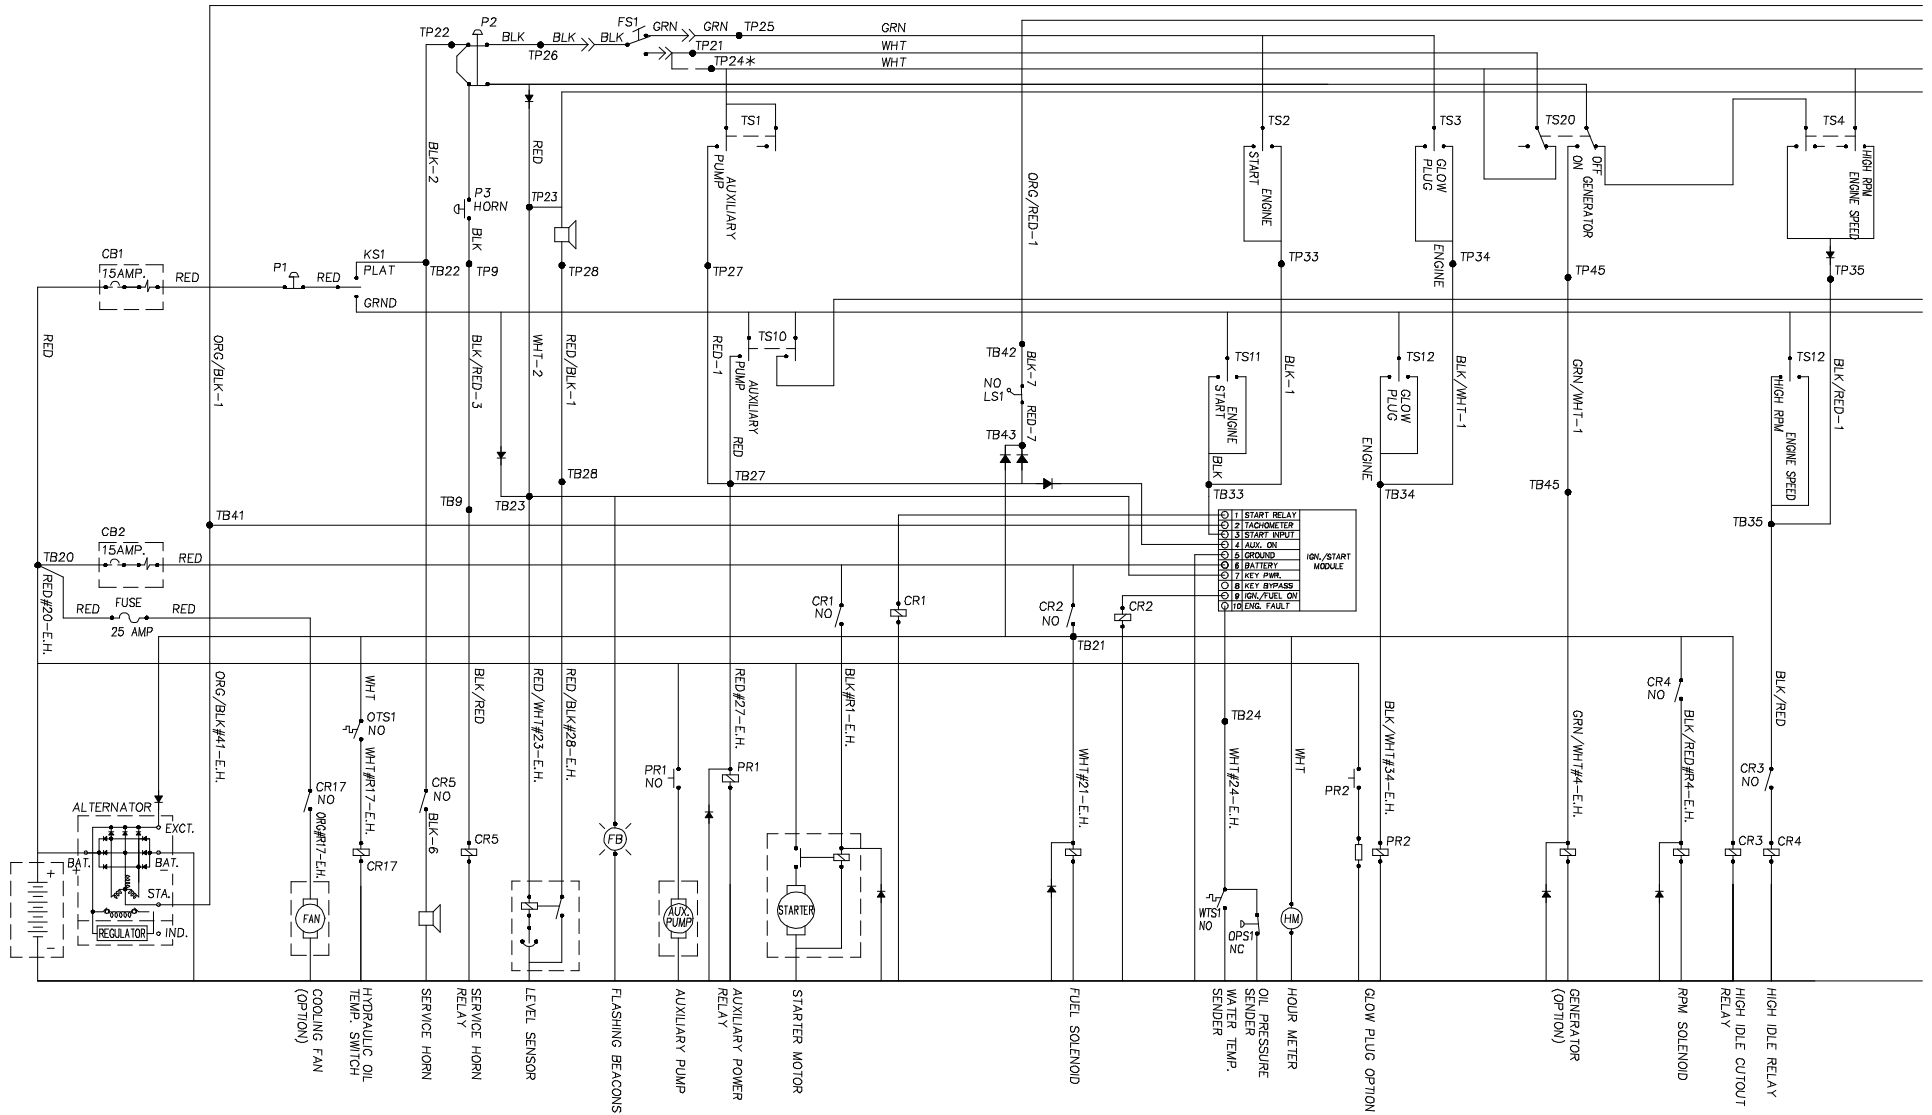 TP22
P2
BLK
TP26
BLK
BLK
FS1
GRN
GRN
TP25
TP21
TP24*
GRN
WHT
WHT
BLK-2
RED
TS1
AUXILIARY
PUMP
ORG/RED-1
TS2
ENGINE
START
TS3
GLOW
PLUG
ENGINE
TS20
OFF
ON
GENERATOR
TS4
HIGH RPM
ENGINE SPEED
P3
HORN
BLK
TP23
CB1
15AMP.
RED
P1
RED
KS1
PLAT
GRND
TB22
TP9
TP28
TP27
TP33
TP34
TP45
TP35
RED
ORG/BLK-1
BLK/RED-3
WHT-2
RED/BLK-1
RED-1
TS10
AUXILIARY
PUMP
RED
TB42
BLK-7
NO
LS1
RED-7
TB43
TS11
ENGINE
START
BLK
BLK-1
TS12
GLOW
PLUG
ENGINE
BLK/WHT-1
GRN/WHT-1
TS12
HIGH RPM
ENGINE SPEED
BLK/RED-1
TB9
TB23
TB28
TB27
TB33
TB34
TB45
TB35
TB41
TB20
CB2
15AMP.
RED
1 START RELAY
2 TACHOMETER
3 START INPUT
4 AUX. ON
5 GROUND
6 BATTERY
7 KEY PWR.
8 KEY BYPASS
9 IGN./FUEL ON
10 ENG. FAULT
IGN./START
MODULE
RED#20-E.H.
RED
FUSE
25 AMP
RED
CR1
NO
CR1
CR2
NO
CR2
TB21
ORG/BLK#41-E.H.
WHT
OTS1
NO
WHT#R17-E.H.
BLK/RED
RED/WHT#23-E.H.
RED/BLK#28-E.H.
RED#27-E.H.
BLK#R1-E.H.
WHT#21-E.H.
TB24
WHT#24-E.H.
WHT
BLK/WHT#34-E.H.
GRN/WHT#4-E.H.
CR4
NO
BLK/RED#R4-E.H.
BLK/RED
CR3
NO
ALTERNATOR
EXCT.
BAT.
+
BAT.
-
STA.
REGULATOR
IND.
+
-
CR17
NO
ORG#R17-E.H.
CR17
FAN
CR5
NO
BLK-6
CR5
FB
PR1
NO
PR1
AUX.
PUMP
STARTER
WTS1
NO
OPS1
NC
HM
PR2
PR2
CR3
CR4
COOLING FAN
(OPTION)
HYDRAULIC OIL
TEMP. SWITCH
SERVICE HORN
SERVICE HORN
RELAY
LEVEL SENSOR
FLASHING BEACONS
AUXILIARY PUMP
AUXILIARY POWER
RELAY
STARTER MOTOR
FUEL SOLENOID
WATER TEMP.
SENDER
OIL PRESSURE
SENDER
HOUR METER
GLOW PLUG OPTION
GENERATOR
(OPTION)
RPM SOLENOID
HIGH IDLE CUTOUT
RELAY
HIGH IDLE RELAY